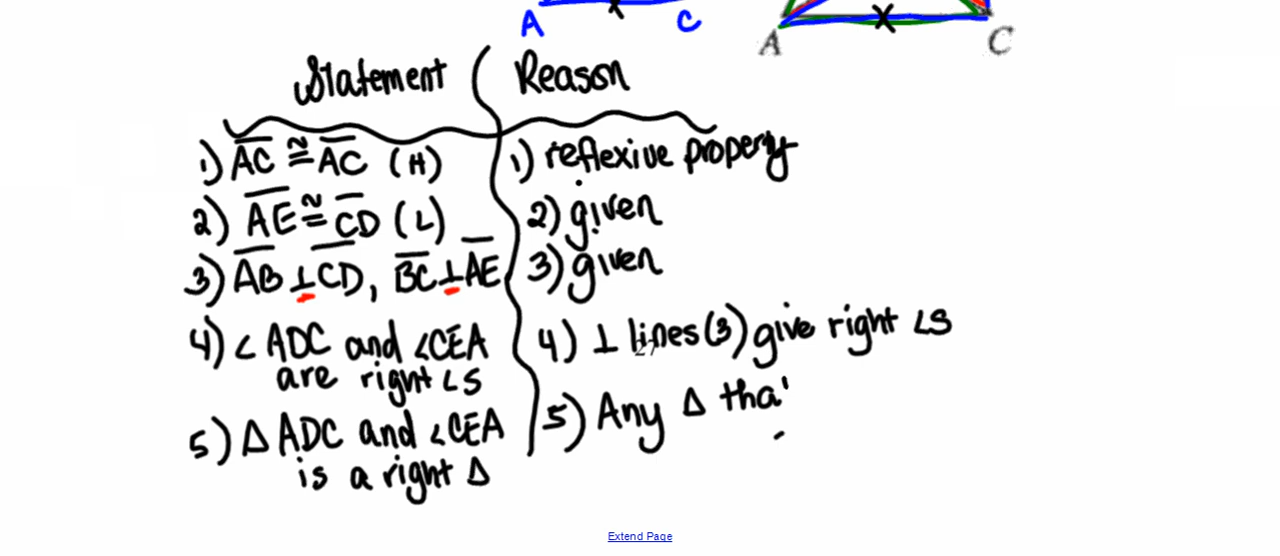 A C
A C
Statement Reason
1) AC ≅ AC (H) 1) reflexive property
2) AE ≅ CD (L) 2) given
3) AB ⊥ CD, BC ⊥ AE 3) given
4) ∠ ADC and ∠CEA 4) ⊥ lines (3) give right ∠S
are right ∠S
5) Δ ADC and ∠CEA 5) Any Δ tha
is a right Δ
Extend Page